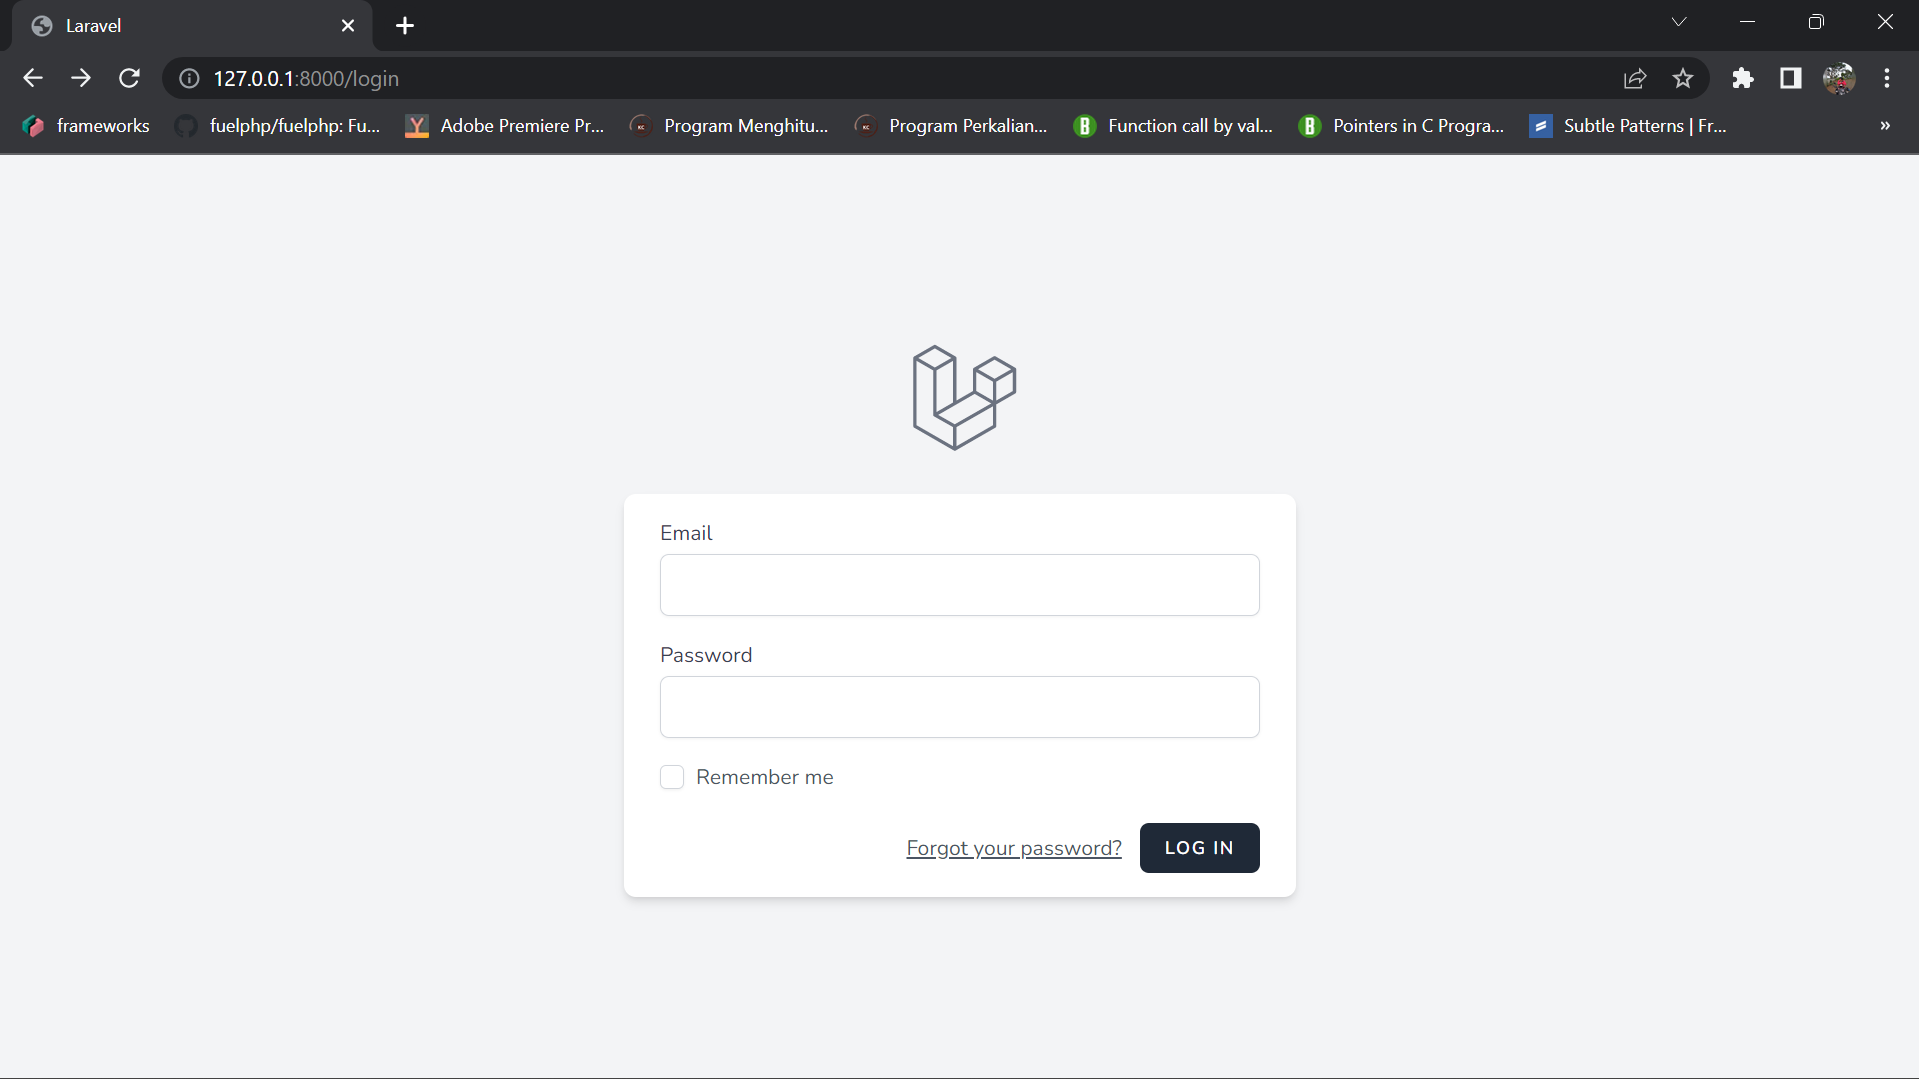 Laravel
127.0.0.1:8000/login
frameworks fuelphp/fuelphp: Fu... Adobe Premiere Pr... Program Menghitu... Program Perkalian... Function call by val... Pointers in C Progra... Subtle Patterns | Fr... »
Email
Password
Remember me
Forgot your password? LOG IN